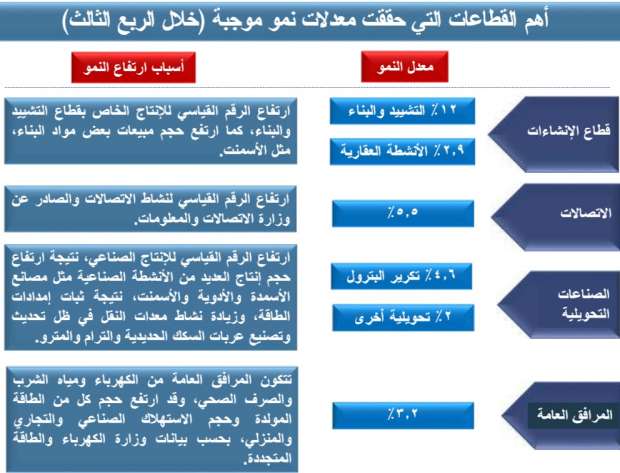 أهم القطاعات التي حققت معدلات نمو موجبة (خلال الربع الثالث)
معدل النمو
أسباب ارتفاع النمو
قطاع الإنشاءات
١٢٪ التشييد والبناء
٢,٩٪ الأنشطة العقارية
ارتفاع الرقم القياسي للإنتاج الخاص بقطاع التشييد
والبناء، كما ارتفع حجم مبيعات بعض مواد البناء،
مثل الأسمنت.
الاتصالات
٥,٥٪
ارتفاع الرقم القياسي لنشاط الاتصالات والصادر عن
وزارة الاتصالات والمعلومات.
الصناعات
التحويلية
٤,٦٪ تكرير البترول
٢٪ تحويلية أخرى
ارتفاع الرقم القياسي للإنتاج الصناعي، نتيجة ارتفاع
حجم إنتاج العديد من الأنشطة الصناعية مثل مصانع
الأسمدة والأدوية والأسمنت، نتيجة ثبات إمدادات
الطاقة، وزيادة نشاط معدات النقل في ظل تحديث
وتصنيع عربات السكك الحديدية والترام والمترو.
المرافق العامة
٣,٢٪
تتكون المرافق العامة من الكهرباء ومياه الشرب
والصرف الصحي، وقد ارتفع حجم كل من الطاقة
المولدة وحجم الاستهلاك الصناعي والتجاري
والمنزلي، بحسب بيانات وزارة الكهرباء والطاقة
المتجددة.